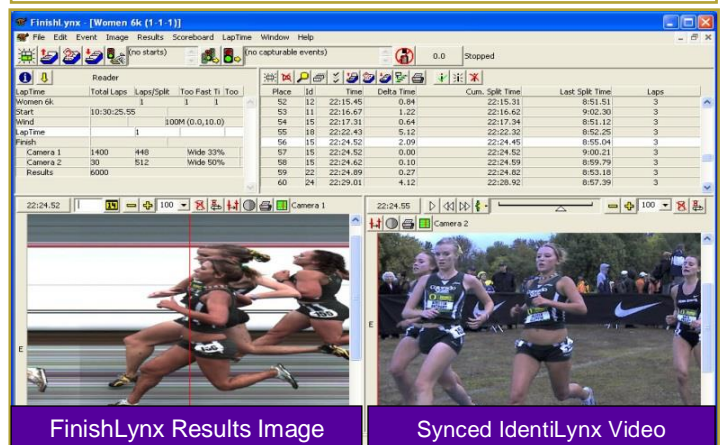 FinishLynx - [Women 6k (1-1-1)]
File Edit Event Image Results Scoreboard LapTime Window Help
(no starts) (no capturable events) 0.0 Stopped
Reader
LapTime Total Laps Laps/Split Too Fast Ti Too
Women 6k 1 1 1
Start 10:30:25.55
Wind 100M (0.0,10.0)
LapTime 1
Finish
Camera 1 1400 448 Wide 33%
Camera 2 30 512 Wide 50%
Results 6000
Place Id Time Delta Time Cum. Split Time Last Split Time Laps
52 12 22:15.45 0.84 22:15.31 8:51.51 3
53 11 22:16.67 1.22 22:16.62 9:02.30 3
54 15 22:17.31 0.64 22:17.34 8:51.12 3
55 18 22:22.43 5.12 22:22.32 8:52.25 3
56 15 22:24.52 2.09 22:24.45 8:55.04 3
57 15 22:24.52 0.00 22:24.52 9:00.21 3
58 15 22:24.62 0.10 22:24.59 8:59.79 3
59 22 22:24.89 0.27 22:24.82 8:53.18 3
60 24 22:29.01 4.12 22:28.92 8:57.39 3
22:24.52 100 Camera 1
22:24.55 100
Camera 2
E
E
Colorado
FinishLynx Results Image
Synced IdentiLynx Video